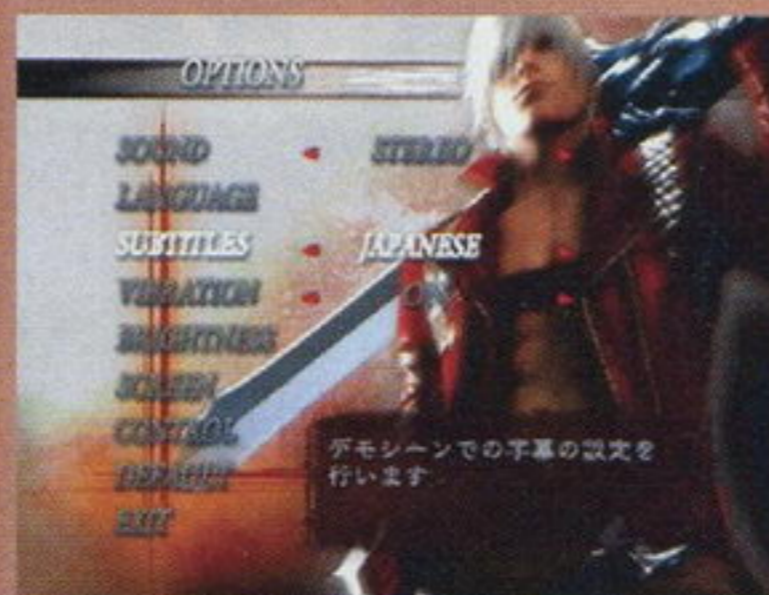 OPTIONS
SOUND STEREO
LANGUAGE
SUBTITLES JAPANESE
VIBRATION ON
BRIGHTNESS
SCREEN
CONTROL
DEFAULT
EXIT
デモシーンでの字幕の設定を
行います